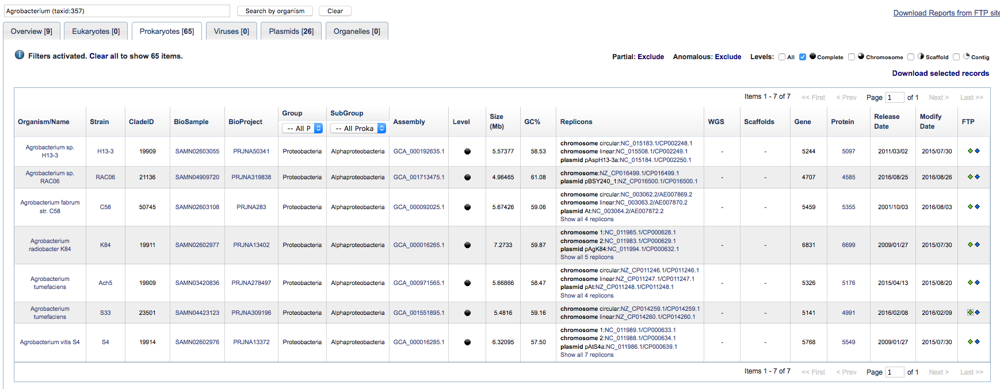 Agrobacterium (taxid:357) Search by organism Clear
Download Reports from FTP site
Overview [9] Eukaryotes [0] Prokaryotes [65] Viruses [0] Plasmids [26] Organelles [0]
Filters activated. Clear all to show 65 items.
Partial: Exclude Anomalous: Exclude Levels: All Complete Chromosome Scaffold Contig
Download selected records
Items 1 - 7 of 7 << First < Prev Page 1 of 1 Next > Last >>
Organism/Name Strain CladeID BioSample BioProject Group SubGroup Assembly Level Size (Mb) GC% Replicons WGS Scaffolds Gene Protein Release Date Modify Date FTP
-- All P -- All Proka
Agrobacterium sp. H13-3 H13-3 19909 SAMN02603055 PRJNA50341 Proteobacteria Alphaproteobacteria GCA_000192635.1 5.57377 58.53
chromosome circular:NC_015183.1/CP002248.1
chromosome linear:NC_015508.1/CP002249.1
plasmid pAspH13-3a:NC_015184.1/CP002250.1
- - 5244 5097 2011/03/02 2015/07/30
Agrobacterium sp. RAC06 RAC06 21136 SAMN04909720 PRJNA319838 Proteobacteria Alphaproteobacteria GCA_001713475.1 4.96465 61.08
chromosome:NZ_CP016499.1/CP016499.1
plasmid pBSY240_1:NZ_CP016500.1/CP016500.1
- - 4707 4585 2016/08/25 2016/08/26
Agrobacterium fabrum str. C58 C58 50745 SAMN02603108 PRJNA283 Proteobacteria Alphaproteobacteria GCA_000092025.1 5.67426 59.06
chromosome circular:NC_003062.2/AE007869.2
chromosome linear:NC_003063.2/AE007870.2
plasmid At:NC_003064.2/AE007872.2
Show all 4 replicons
- - 5459 5355 2001/10/03 2016/08/03
Agrobacterium radiobacter K84 K84 19911 SAMN02602977 PRJNA13402 Proteobacteria Alphaproteobacteria GCA_000016265.1 7.2733 59.87
chromosome 1:NC_011985.1/CP000628.1
chromosome 2:NC_011983.1/CP000629.1
plasmid pAgK84:NC_011994.1/CP000632.1
Show all 5 replicons
- - 6831 6699 2009/01/27 2015/07/30
Agrobacterium tumefaciens Ach5 19909 SAMN03420836 PRJNA278497 Proteobacteria Alphaproteobacteria GCA_000971565.1 5.66866 58.47
chromosome circular:NZ_CP011246.1/CP011246.1
chromosome linear:NZ_CP011247.1/CP011247.1
plasmid pAt:NZ_CP011248.1/CP011248.1
Show all 4 replicons
- - 5326 5176 2015/04/13 2015/08/20
Agrobacterium tumefaciens S33 23501 SAMN04423123 PRJNA309196 Proteobacteria Alphaproteobacteria GCA_001551895.1 5.4816 59.16
chromosome circular:NZ_CP014259.1/CP014259.1
chromosome linear:NZ_CP014260.1/CP014260.1
- - 5141 4991 2016/02/08 2016/02/09
Agrobacterium vitis S4 S4 19914 SAMN02602976 PRJNA13372 Proteobacteria Alphaproteobacteria GCA_000016285.1 6.32095 57.50
chromosome 1:NC_011989.1/CP000633.1
chromosome 2:NC_011988.1/CP000634.1
plasmid pAtS4a:NC_011986.1/CP000639.1
Show all 7 replicons
- - 5768 5549 2009/01/27 2015/07/30
Items 1 - 7 of 7 << First < Prev Page 1 of 1 Next > Last >>